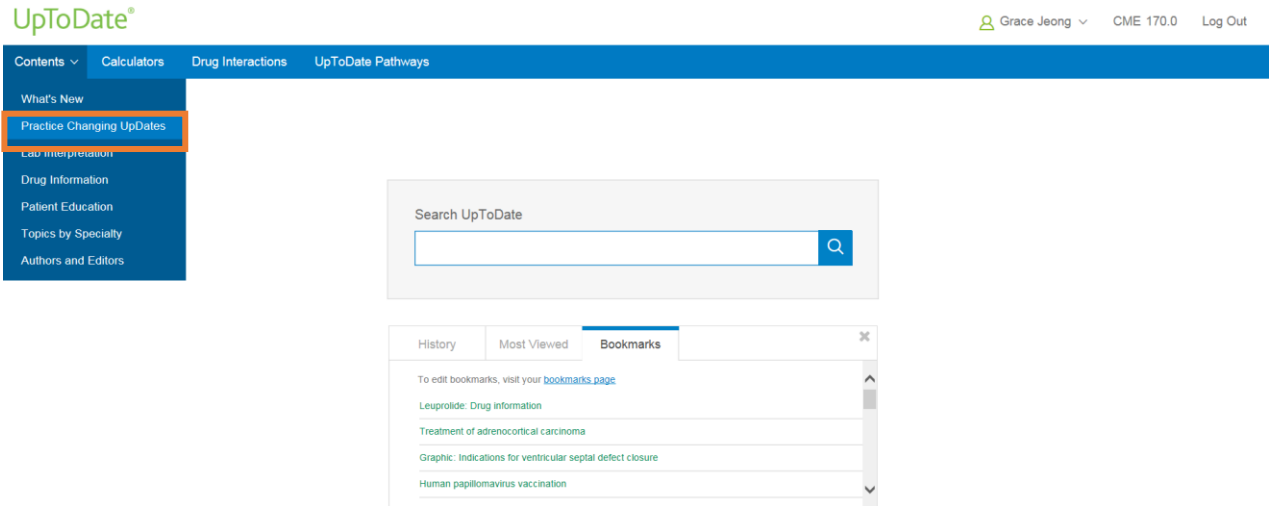 UpToDate®
Grace Jeong CME 170.0 Log Out
Contents Calculators Drug Interactions UpToDate Pathways
What's New
Practice Changing UpDates
Lab Interpretation
Drug Information
Patient Education
Topics by Specialty
Authors and Editors
Search UpToDate
History Most Viewed Bookmarks
To edit bookmarks, visit your bookmarks page
Leuprolide: Drug information
Treatment of adrenocortical carcinoma
Graphic: Indications for ventricular septal defect closure
Human papillomavirus vaccination